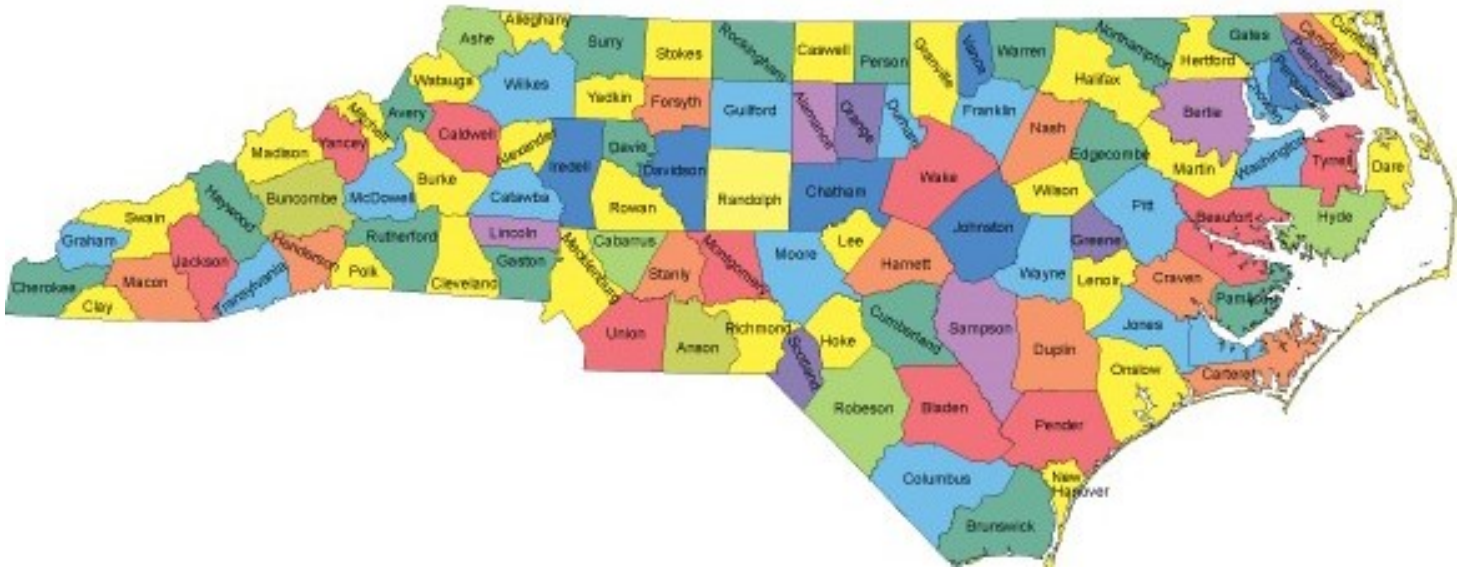 Alleghany
Ashe
Surry
Stokes
Rockingham
Caswell
Person
Granville
Vance
Warren
Northampton
Hertford
Gates
Camden
Currituck
Pasquotank
Perquimans
Chowan
Watauga
Wilkes
Yadkin
Forsyth
Guilford
Alamance
Orange
Durham
Franklin
Halifax
Bertie
Mitchell
Avery
Caldwell
Alexander
Iredell
Davie
Davidson
Randolph
Chatham
Wake
Nash
Edgecombe
Martin
Washington
Tyrrell
Dare
Madison
Yancey
Burke
McDowell
Catawba
Rowan
Wilson
Pitt
Beaufort
Hyde
Haywood
Buncombe
Swain
Graham
Rutherford
Lincoln
Cabarrus
Johnston
Greene
Lee
Moore
Harnett
Wayne
Jackson
Henderson
Polk
Cleveland
Gaston
Mecklenburg
Stanly
Montgomery
Lenoir
Craven
Pamlico
Cherokee
Macon
Clay
Transylvania
Union
Anson
Richmond
Scotland
Hoke
Cumberland
Sampson
Duplin
Jones
Onslow
Carteret
Robeson
Bladen
Pender
Columbus
New
Hanover
Brunswick